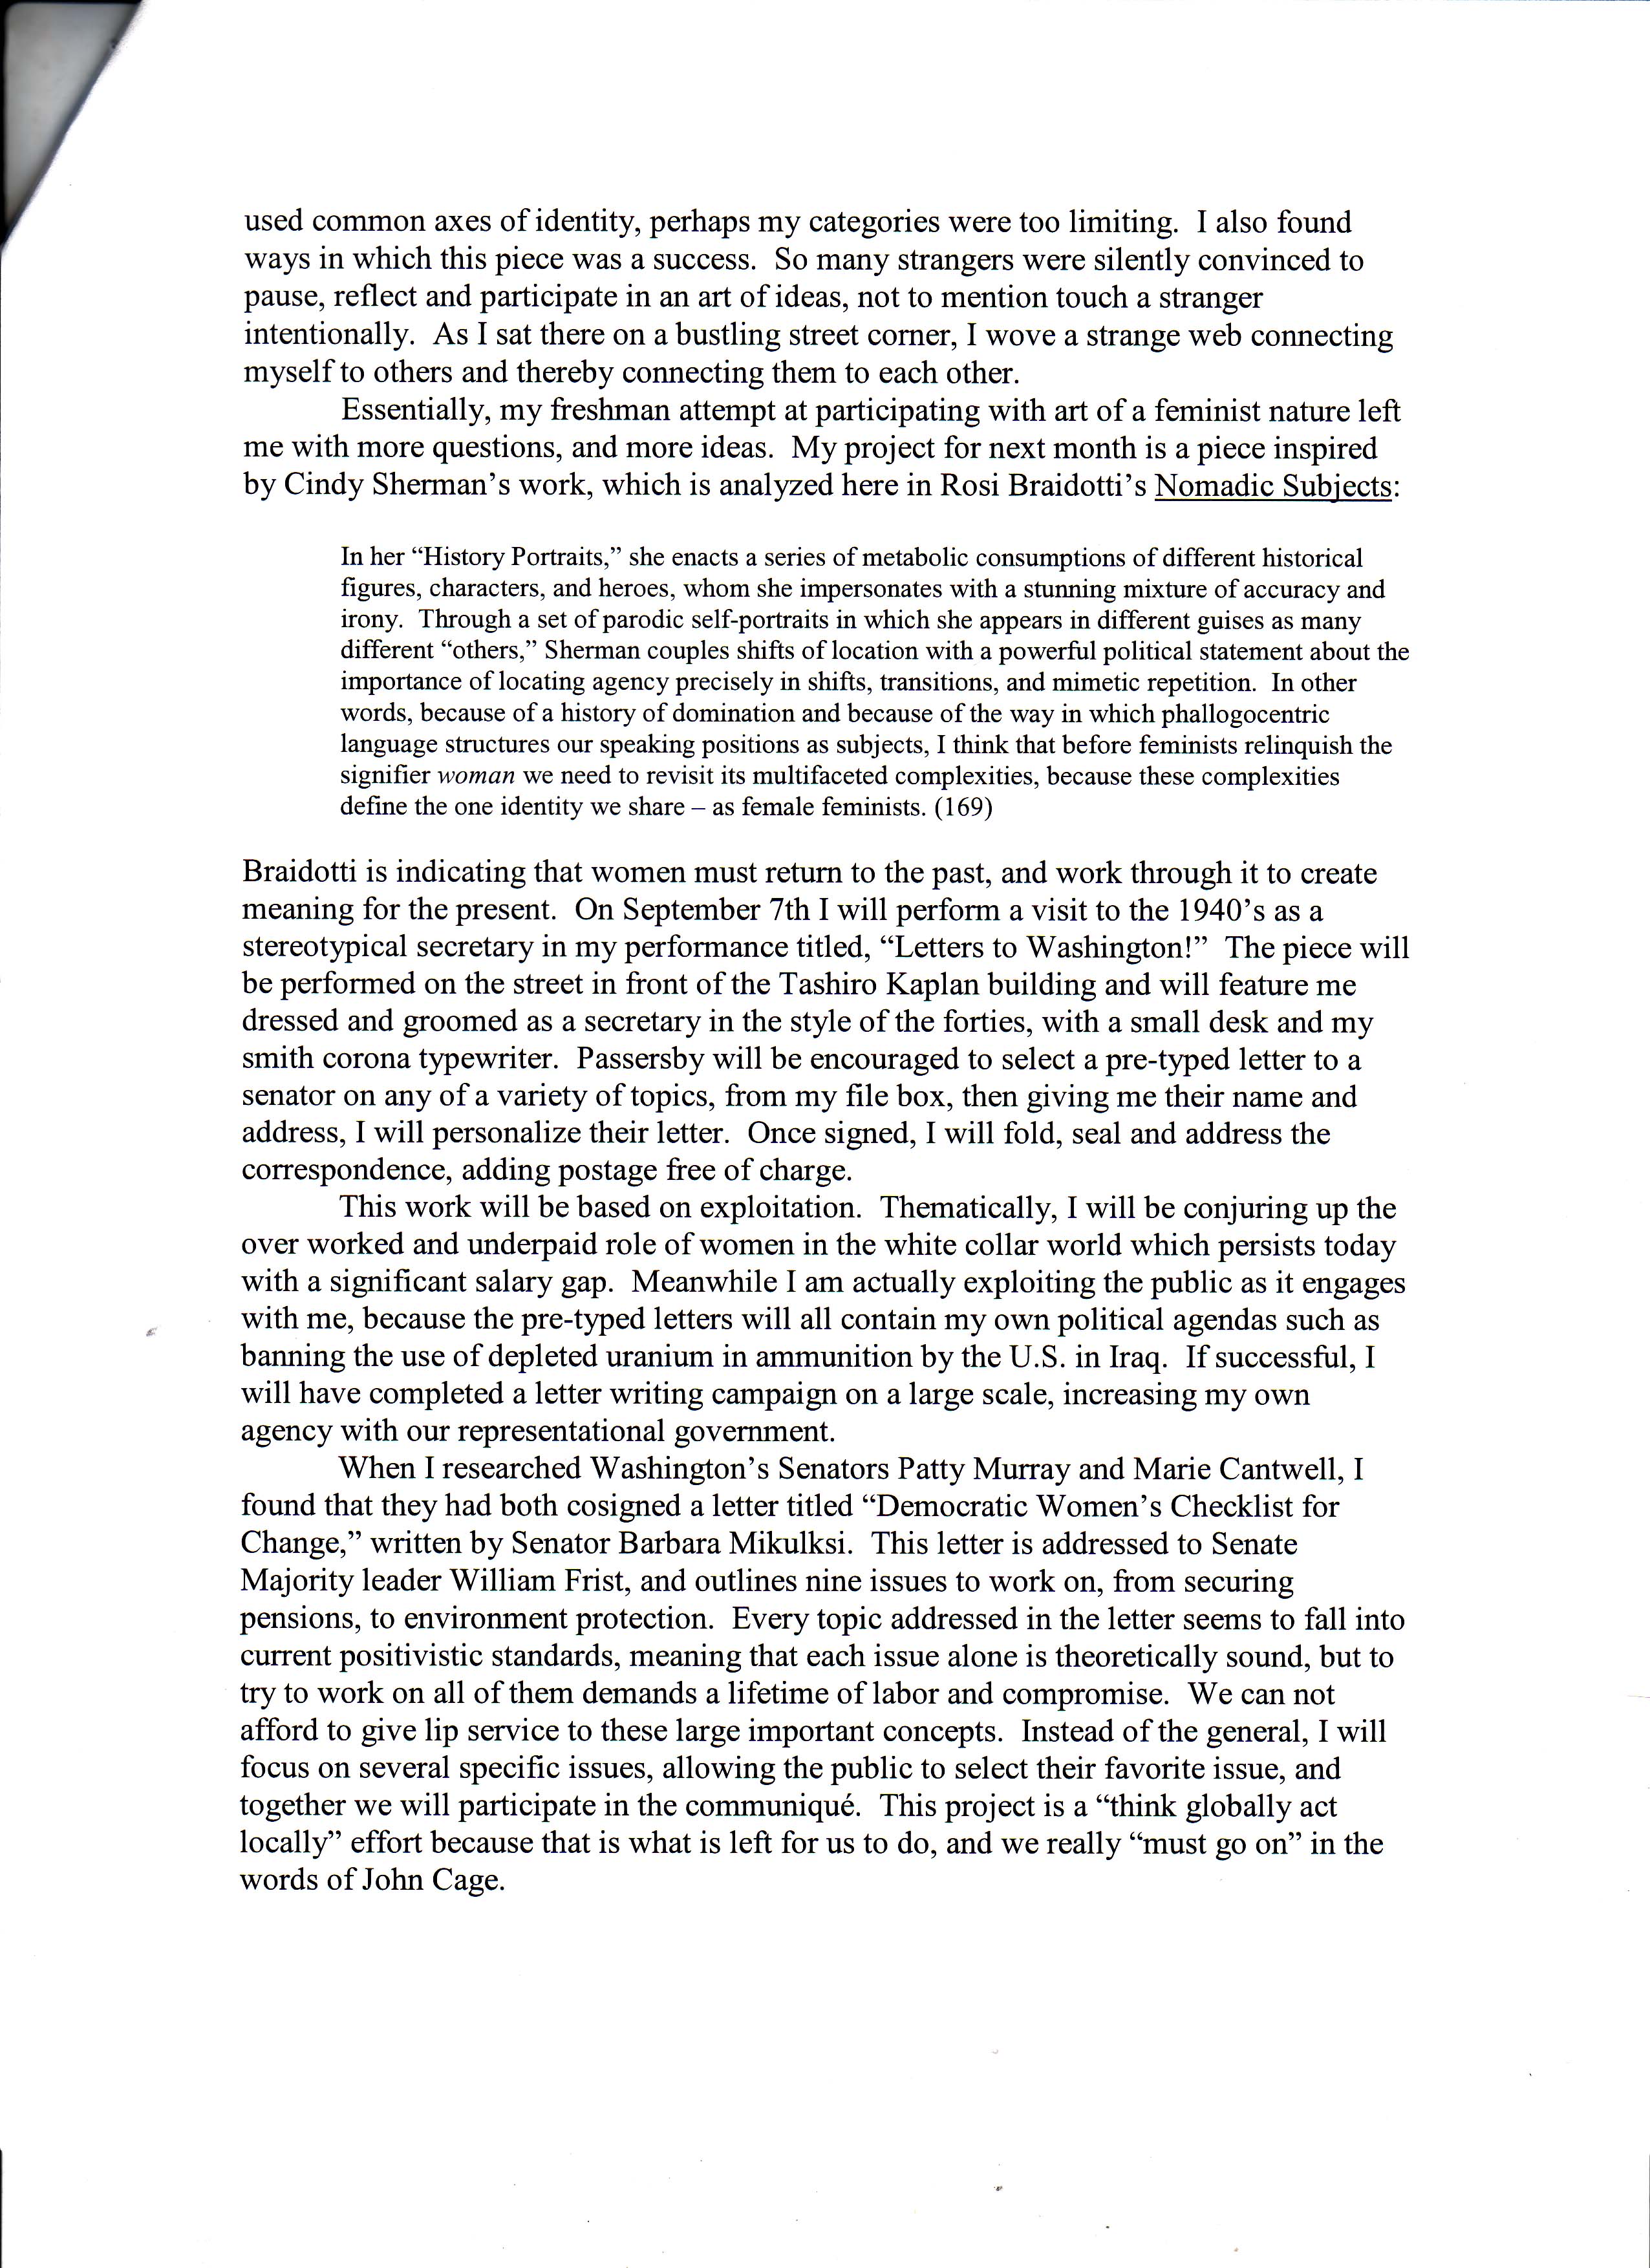 used common axes of identity, perhaps my categories were too limiting.  I also found
ways in which this piece was a success.  So many strangers were silently convinced to
pause, reflect and participate in an art of ideas, not to mention touch a stranger
intentionally.  As I sat there on a bustling street corner, I wove a strange web connecting
myself to others and thereby connecting them to each other.
Essentially, my freshman attempt at participating with art of a feminist nature left
me with more questions, and more ideas.  My project for next month is a piece inspired
by Cindy Sherman’s work, which is analyzed here in Rosi Braidotti’s Nomadic Subjects:
In her “History Portraits,” she enacts a series of metabolic consumptions of different historical
figures, characters, and heroes, whom she impersonates with a stunning mixture of accuracy and
irony.  Through a set of parodic self-portraits in which she appears in different guises as many
different “others,” Sherman couples shifts of location with a powerful political statement about the
importance of locating agency precisely in shifts, transitions, and mimetic repetition.  In other
words, because of a history of domination and because of the way in which phallogocentric
language structures our speaking positions as subjects, I think that before feminists relinquish the
signifier woman we need to revisit its multifaceted complexities, because these complexities
define the one identity we share – as female feminists. (169)
Braidotti is indicating that women must return to the past, and work through it to create
meaning for the present.  On September 7th I will perform a visit to the 1940’s as a
stereotypical secretary in my performance titled, “Letters to Washington!”  The piece will
be performed on the street in front of the Tashiro Kaplan building and will feature me
dressed and groomed as a secretary in the style of the forties, with a small desk and my
smith corona typewriter.  Passersby will be encouraged to select a pre-typed letter to a
senator on any of a variety of topics, from my file box, then giving me their name and
address, I will personalize their letter.  Once signed, I will fold, seal and address the
correspondence, adding postage free of charge.
This work will be based on exploitation.  Thematically, I will be conjuring up the
over worked and underpaid role of women in the white collar world which persists today
with a significant salary gap.  Meanwhile I am actually exploiting the public as it engages
with me, because the pre-typed letters will all contain my own political agendas such as
banning the use of depleted uranium in ammunition by the U.S. in Iraq.  If successful, I
will have completed a letter writing campaign on a large scale, increasing my own
agency with our representational government.
When I researched Washington’s Senators Patty Murray and Marie Cantwell, I
found that they had both cosigned a letter titled “Democratic Women’s Checklist for
Change,” written by Senator Barbara Mikulksi.  This letter is addressed to Senate
Majority leader William Frist, and outlines nine issues to work on, from securing
pensions, to environment protection.  Every topic addressed in the letter seems to fall into
current positivistic standards, meaning that each issue alone is theoretically sound, but to
try to work on all of them demands a lifetime of labor and compromise.  We can not
afford to give lip service to these large important concepts.  Instead of the general, I will
focus on several specific issues, allowing the public to select their favorite issue, and
together we will participate in the communiqué.  This project is a “think globally act
locally” effort because that is what is left for us to do, and we really “must go on” in the
words of John Cage.